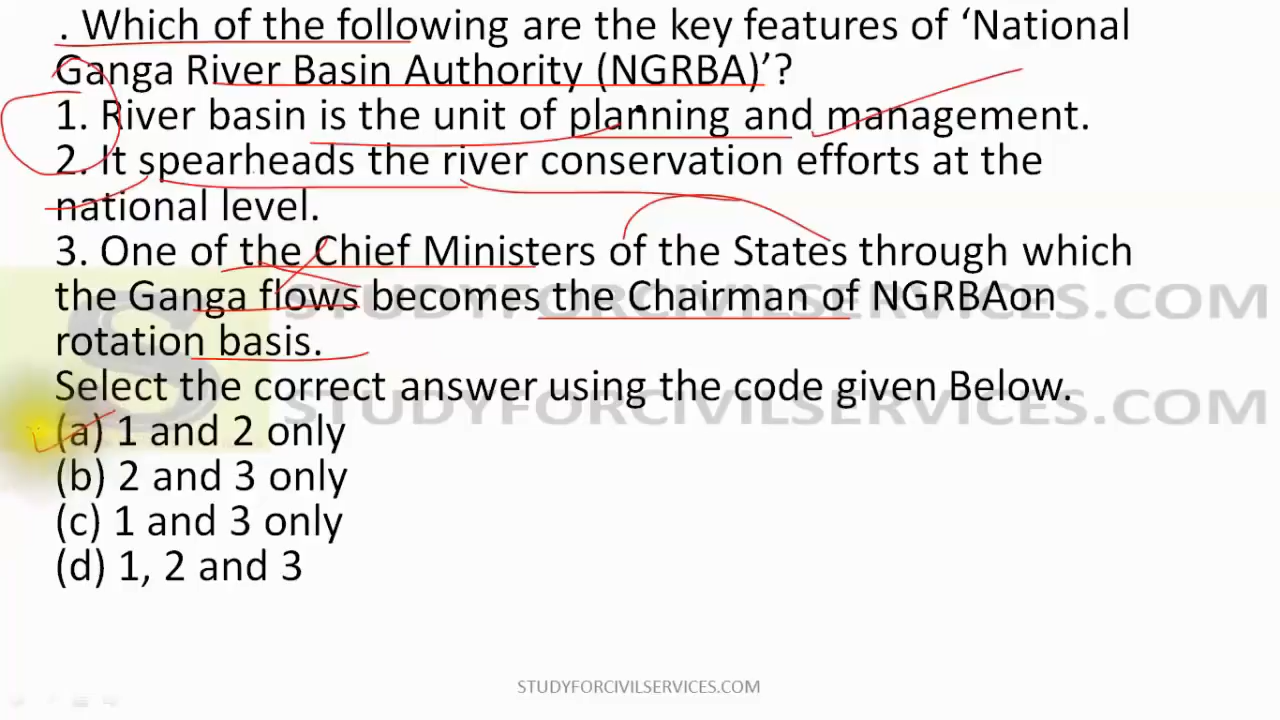 . Which of the following are the key features of ‘National
Ganga River Basin Authority (NGRBA)’?
1. River basin is the unit of planning and management.
2. It spearheads the river conservation efforts at the
national level.
3. One of the Chief Ministers of the States through which
the Ganga flows becomes the Chairman of NGRBAon
rotation basis.
Select the correct answer using the code given Below.
(a) 1 and 2 only
(b) 2 and 3 only
(c) 1 and 3 only
(d) 1, 2 and 3
S
STUDYFORCIVILSERVICES.COM
STUDYFORCIVILSERVICES.COM
STUDYFORCIVILSERVICES.COM